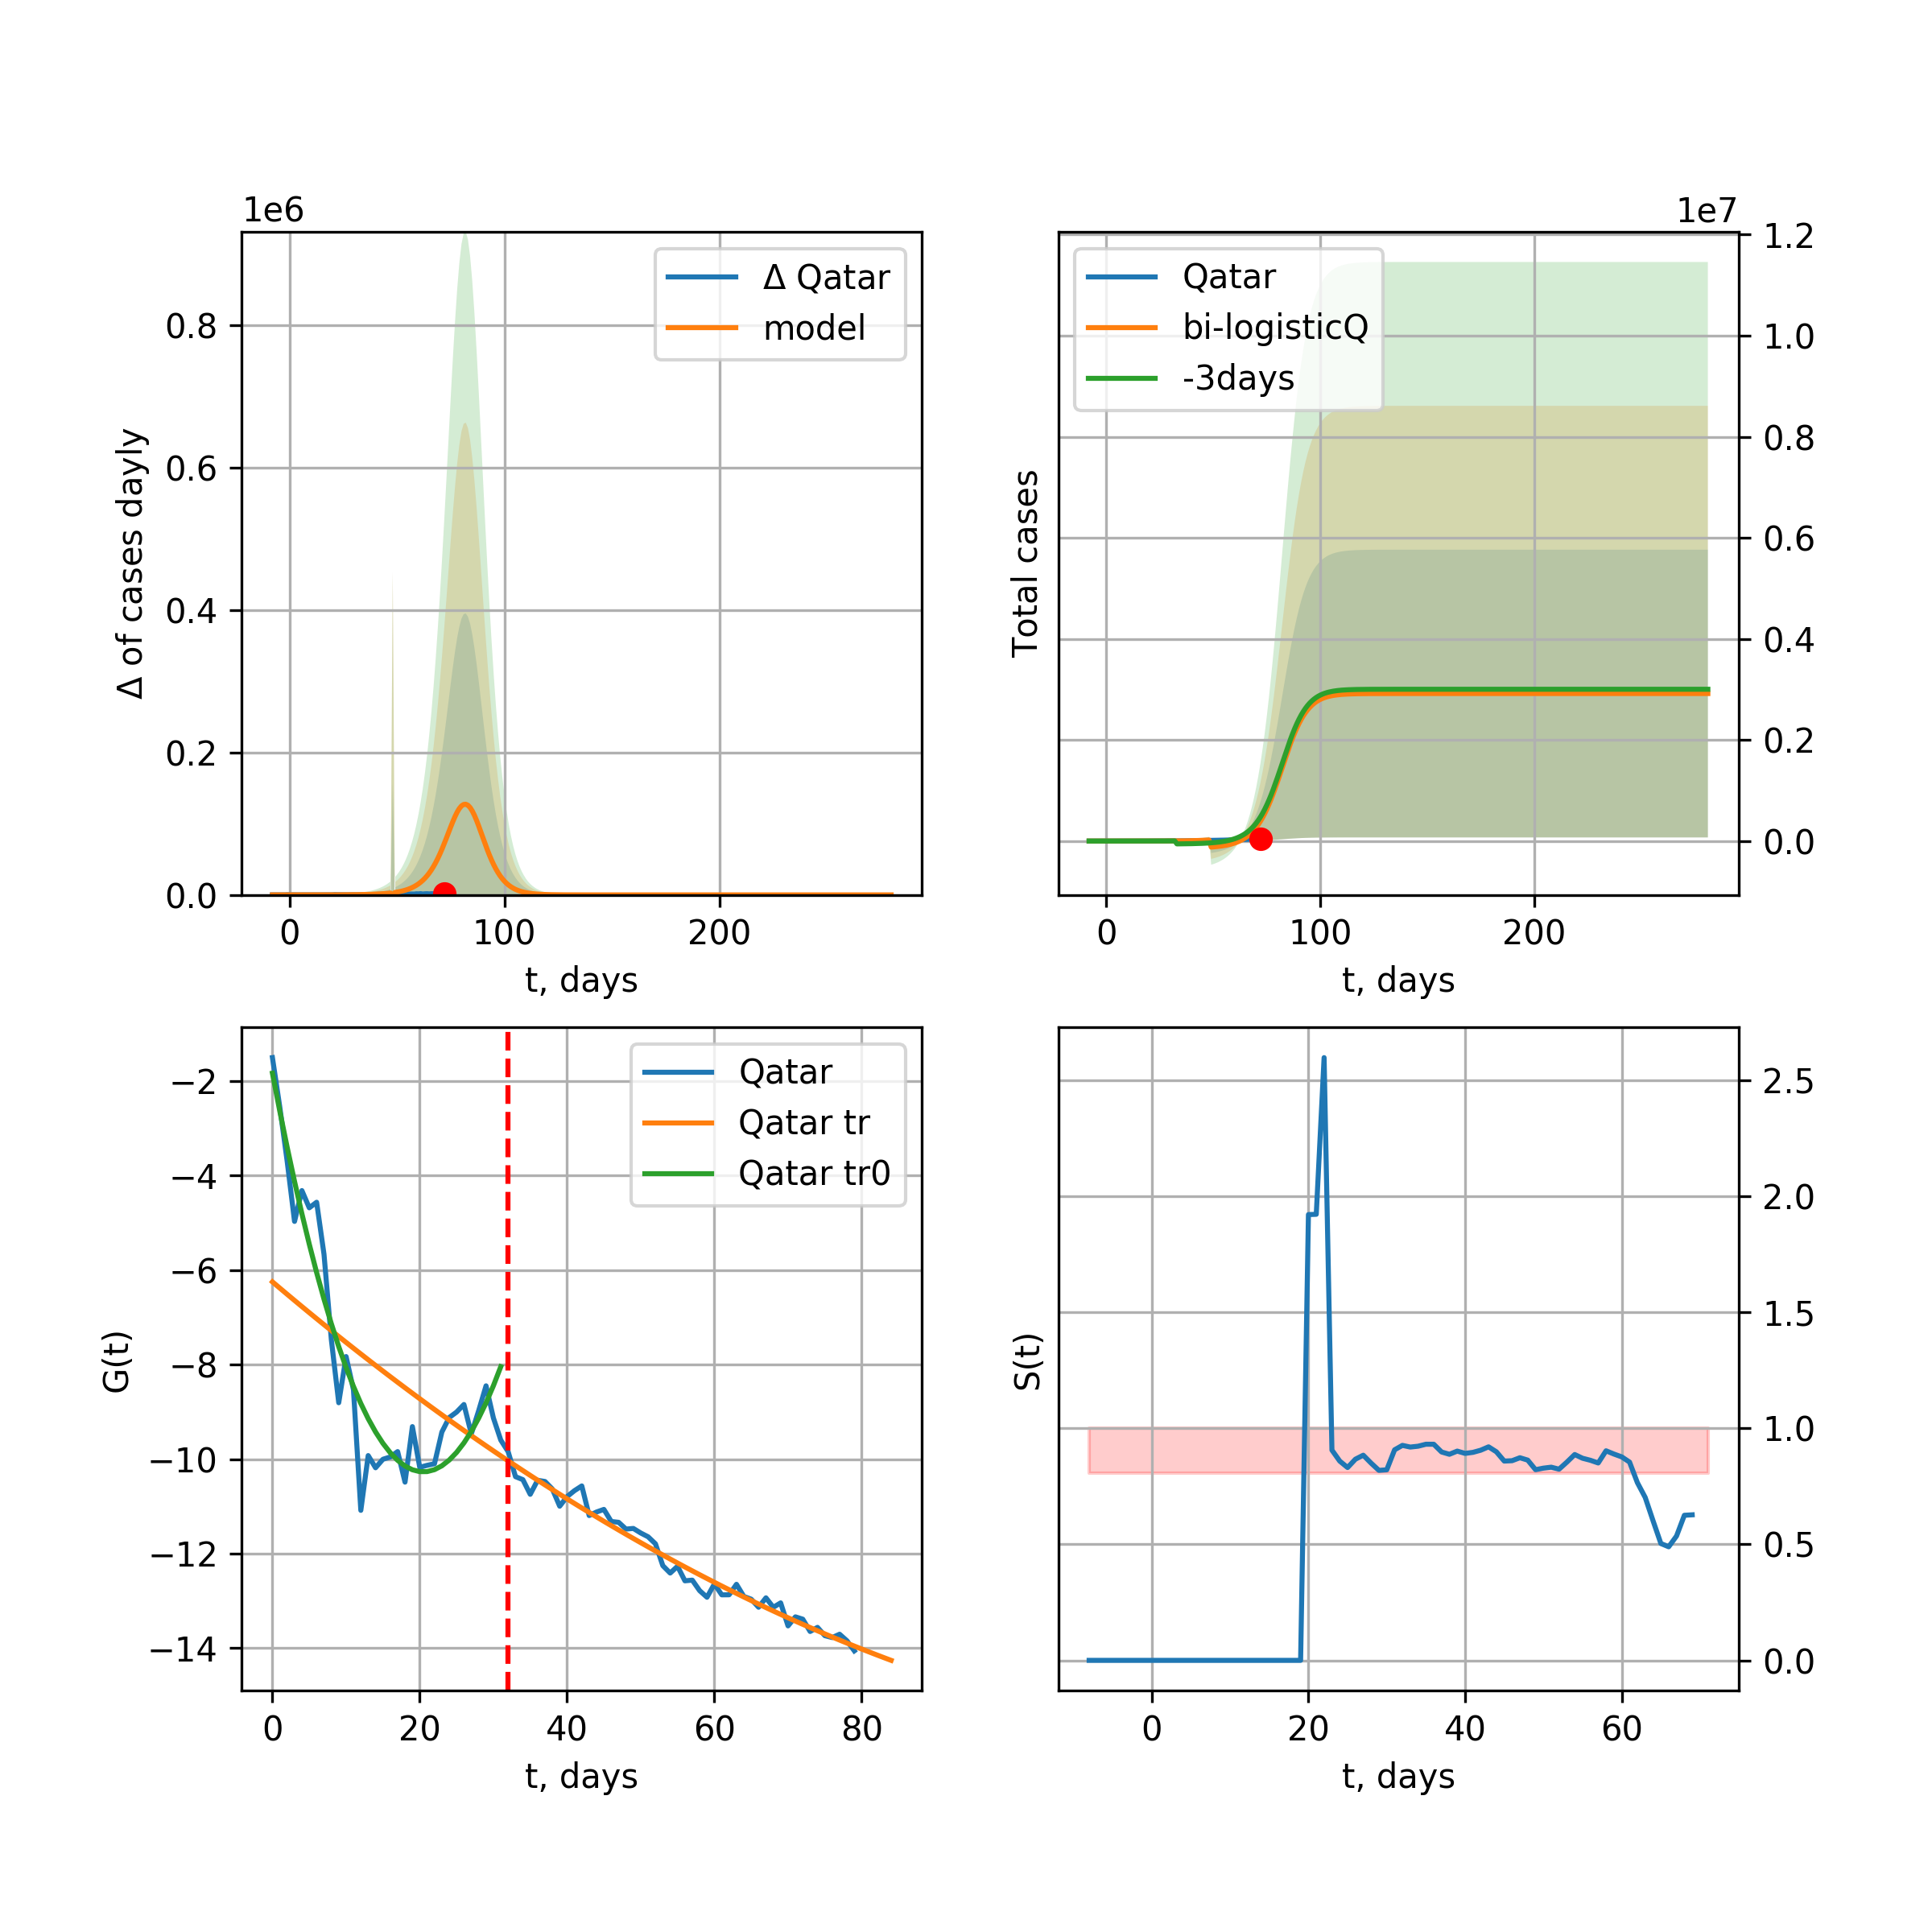 1e6
Δ of cases dayly
0.8
0.6
0.4
0.2
0.0
0 100 200
t, days
Δ Qatar
model
1e7
Total cases
1.2
1.0
0.8
0.6
0.4
0.2
0.0
0 100 200
t, days
Qatar
bi-logisticQ
-3days
G(t)
−2
−4
−6
−8
−10
−12
−14
0 20 40 60 80
t, days
Qatar
Qatar tr
Qatar tr0
S(t)
2.5
2.0
1.5
1.0
0.5
0.0
0 20 40 60
t, days